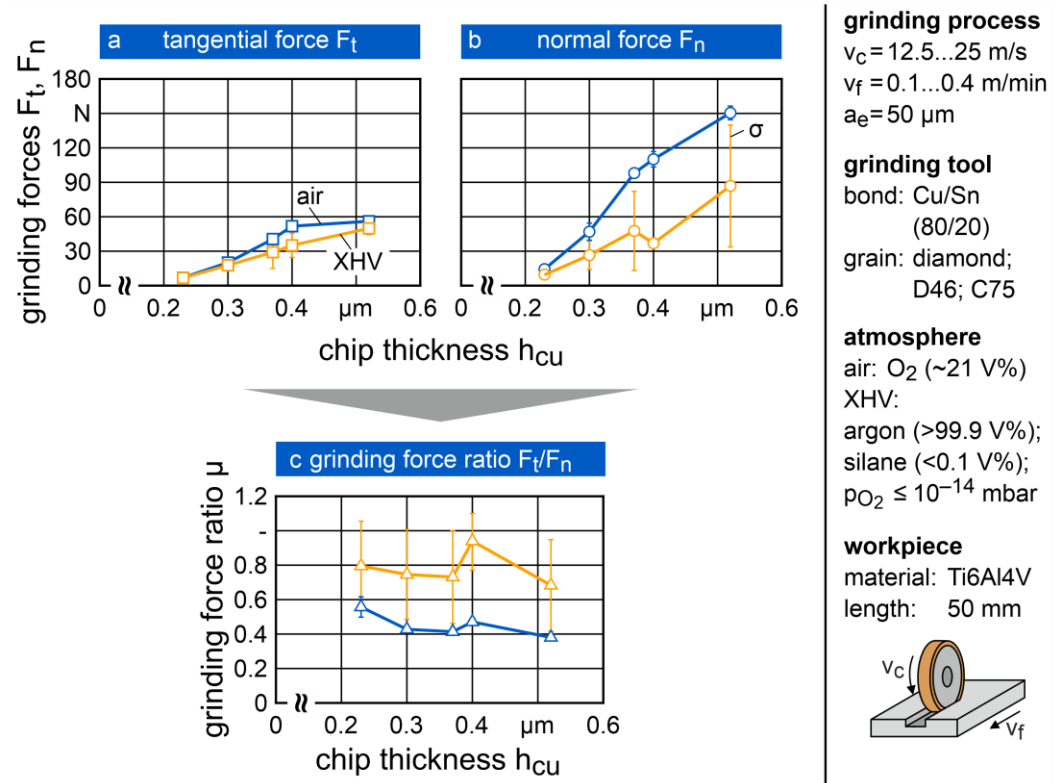 a tangential force Ft
b normal force Fn
grinding forces Ft, Fn
180
N
120
90
60
30
0
air
XHV
0 0.2 0.3 0.4 µm 0.6
σ
0 0.2 0.3 0.4 µm 0.6
chip thickness hcu
c grinding force ratio Ft/Fn
grinding force ratio µ
1.2
-
0.8
0.6
0.4
0.2
0
0 0.2 0.3 0.4 µm 0.6
chip thickness hcu
grinding process
vc = 12.5...25 m/s
vf = 0.1...0.4 m/min
ae = 50 µm
grinding tool
bond: Cu/Sn
(80/20)
grain: diamond;
D46; C75
atmosphere
air: O2 (~21 V%)
XHV:
argon (>99.9 V%);
silane (<0.1 V%);
pO2 ≤ 10⁻¹⁴ mbar
workpiece
material: Ti6Al4V
length: 50 mm
vc
vf